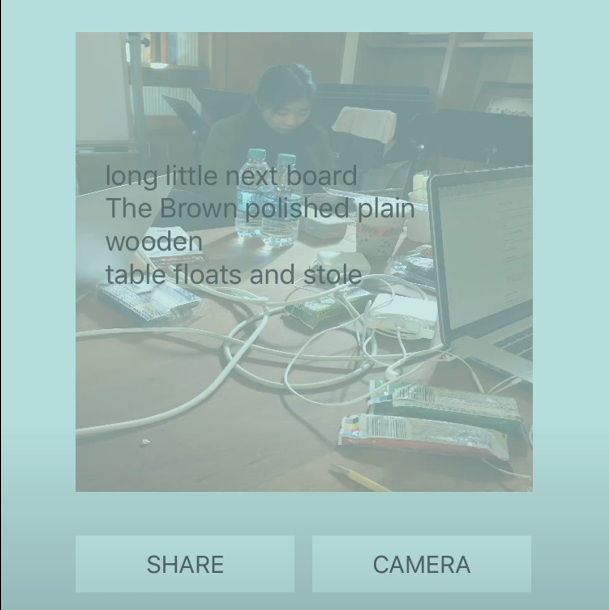 long little next board
The Brown polished plain
wooden
table floats and stole
SHARE
CAMERA